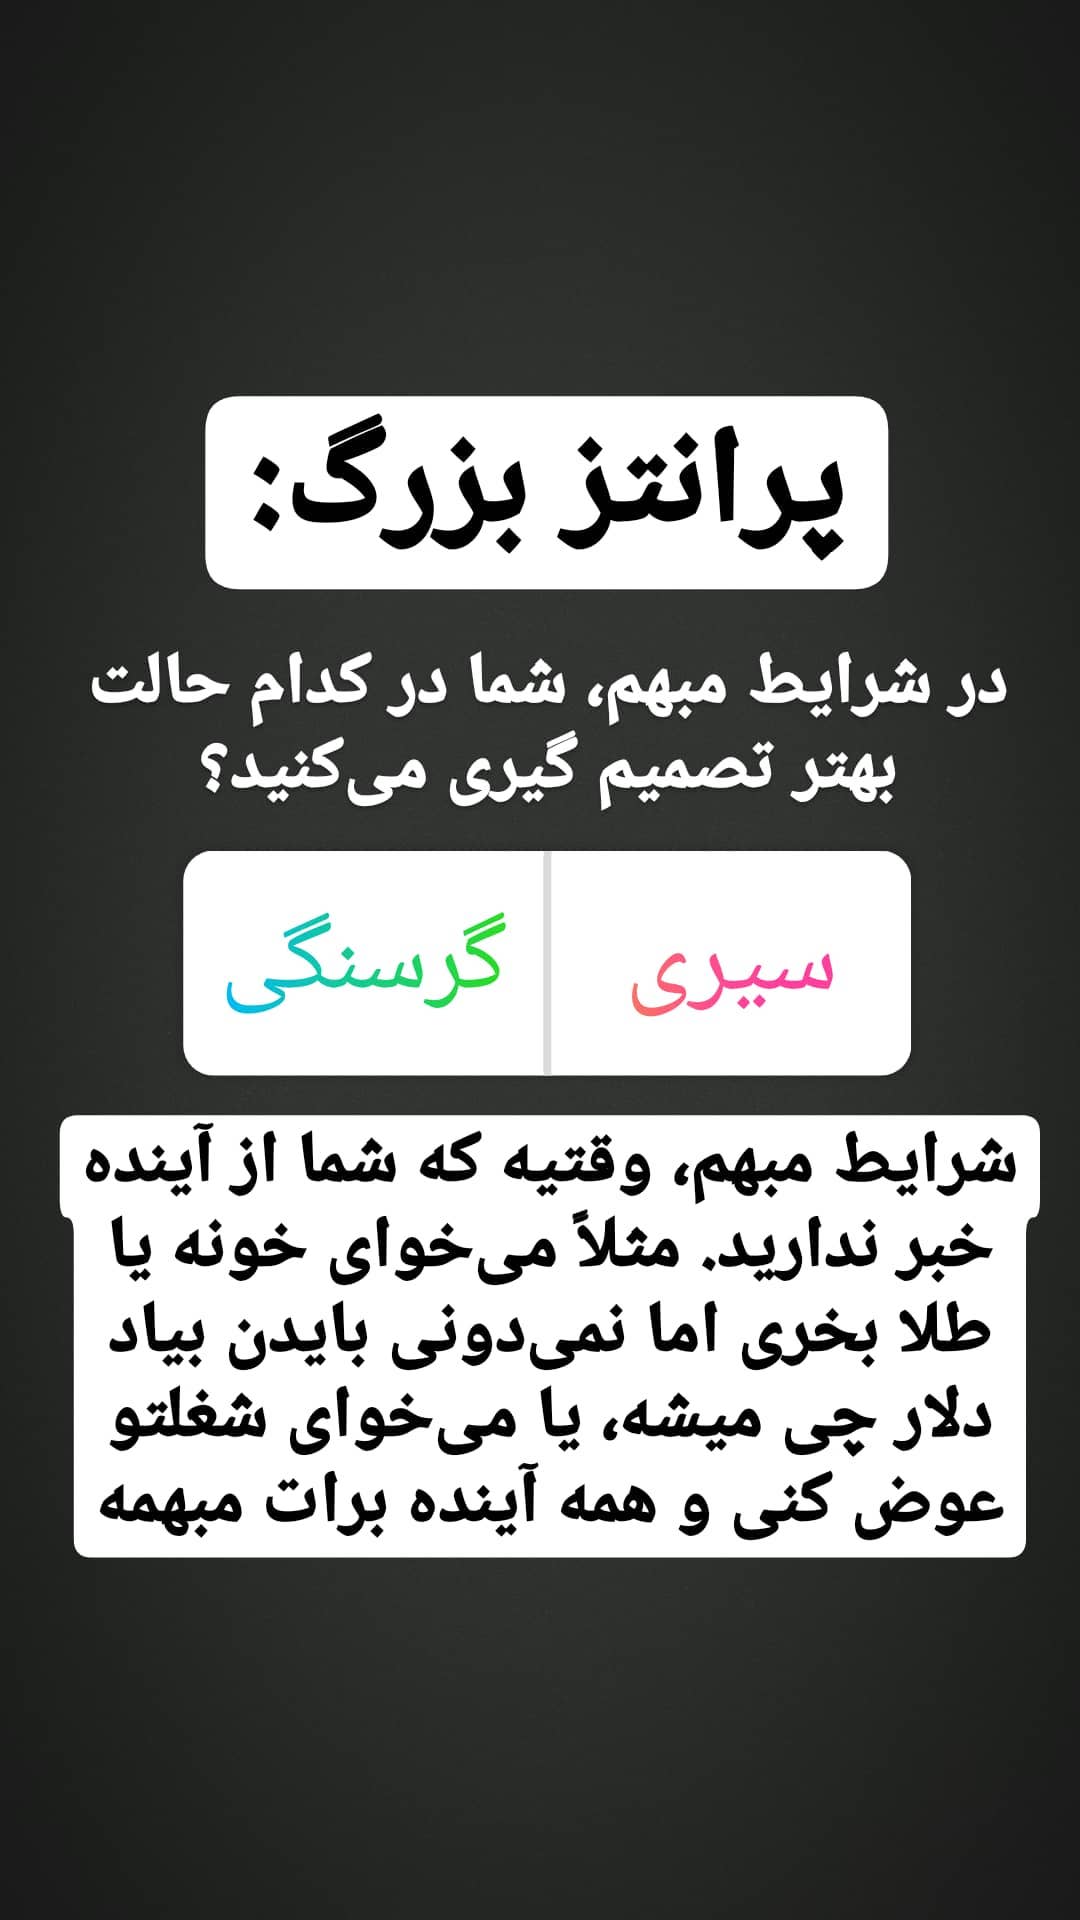 پرانتز بزرگ:
در شرایط مبهم، شما در کدام حالت
بهتر تصمیم گیری می‌کنید؟
سیری
گرسنگی
شرایط مبهم، وقتیه که شما از آینده
خبر ندارید. مثلاً می‌خوای خونه یا
طلا بخری اما نمی‌دونی بایدن بیاد
دلار چی میشه، یا می‌خوای شغلتو
عوض کنی و همه آینده برات مبهمه